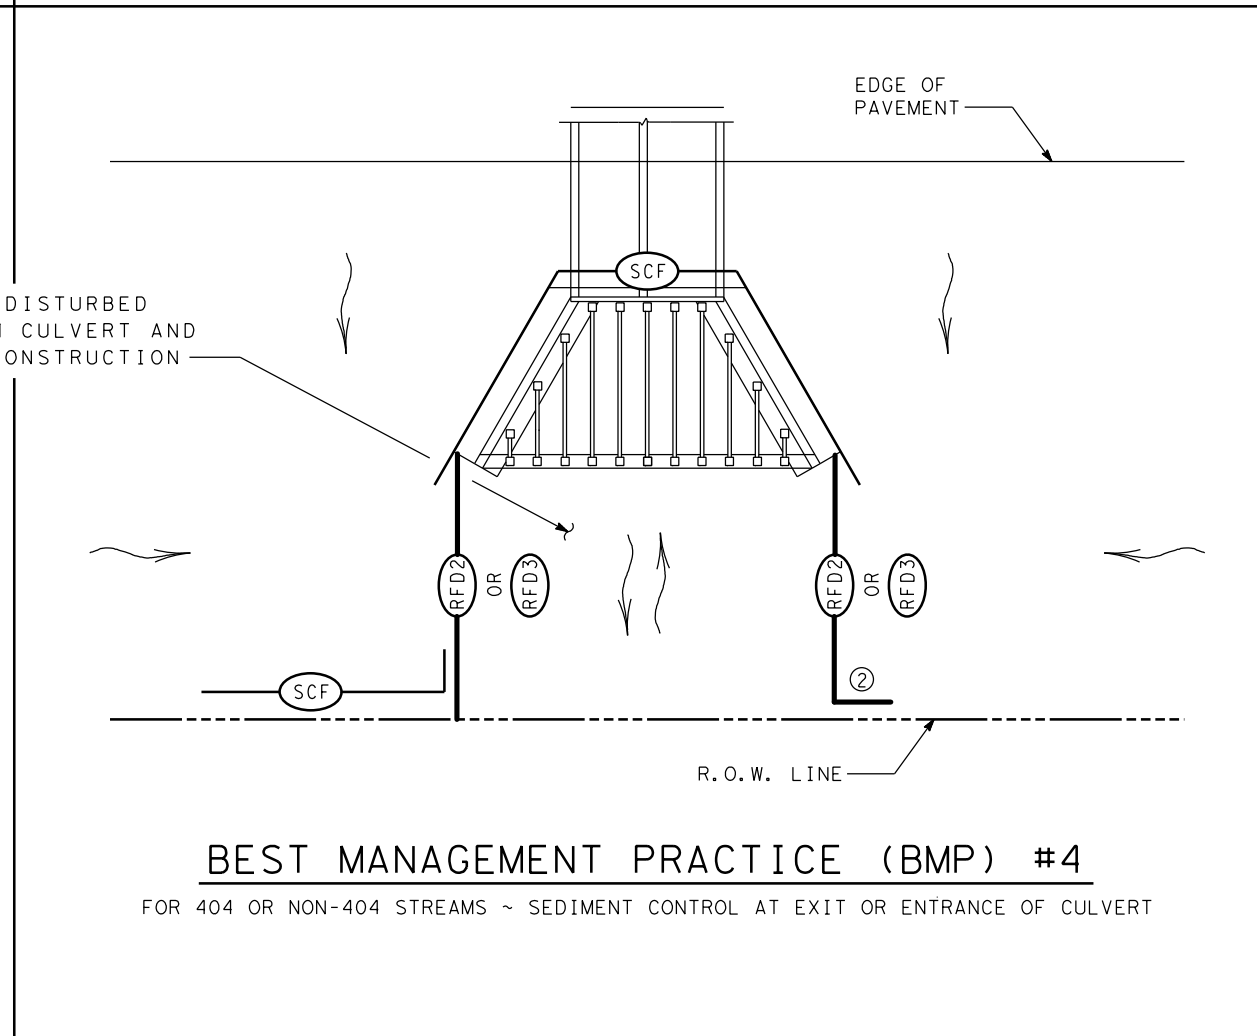 EDGE OF
PAVEMENT
SCF
DISTURBED
CULVERT AND
ONSTRUCTION
RFD2 OR RFD3
RFD2 OR RFD3
SCF
2
R.O.W. LINE
BEST MANAGEMENT PRACTICE (BMP) #4
FOR 404 OR NON-404 STREAMS ~ SEDIMENT CONTROL AT EXIT OR ENTRANCE OF CULVERT